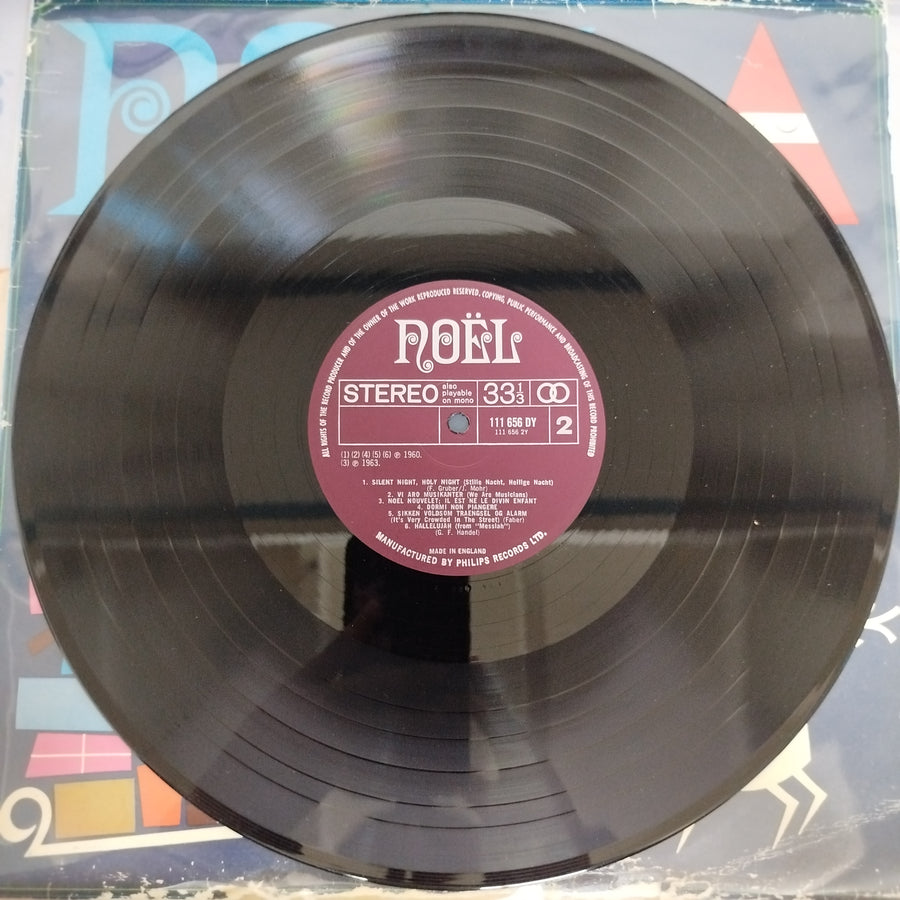 ALL RIGHTS OF THE RECORD PRODUCER AND OF THE OWNER OF THE WORK REPRODUCED RESERVED. COPYING, PUBLIC PERFORMANCE AND BROADCASTING OF THIS RECORD PROHIBITED
NOËL
STEREO also playable on mono 33 1/3
111 656 DY
111 656 2Y
2
(1) (2) (4) (5) (6) ℗ 1960.
(3) ℗ 1963.
1. SILENT NIGHT, HOLY NIGHT (Stille Nacht, Heilige Nacht)
(F. Gruber/J. Mohr)
2. VI ARO MUSIKANTER (We Are Musicians)
3. NOEL NOUVELET; IL EST NE LE DIVIN ENFANT
4. DORMI NON PIANGERE
5. SIKKEN VOLDSOM TRAENGSEL OG ALARM
(It's Very Crowded In The Street) (Faber)
6. HALLELUJAH (from "Messiah")
(G. F. Handel)
MADE IN ENGLAND
MANUFACTURED BY PHILIPS RECORDS LTD.